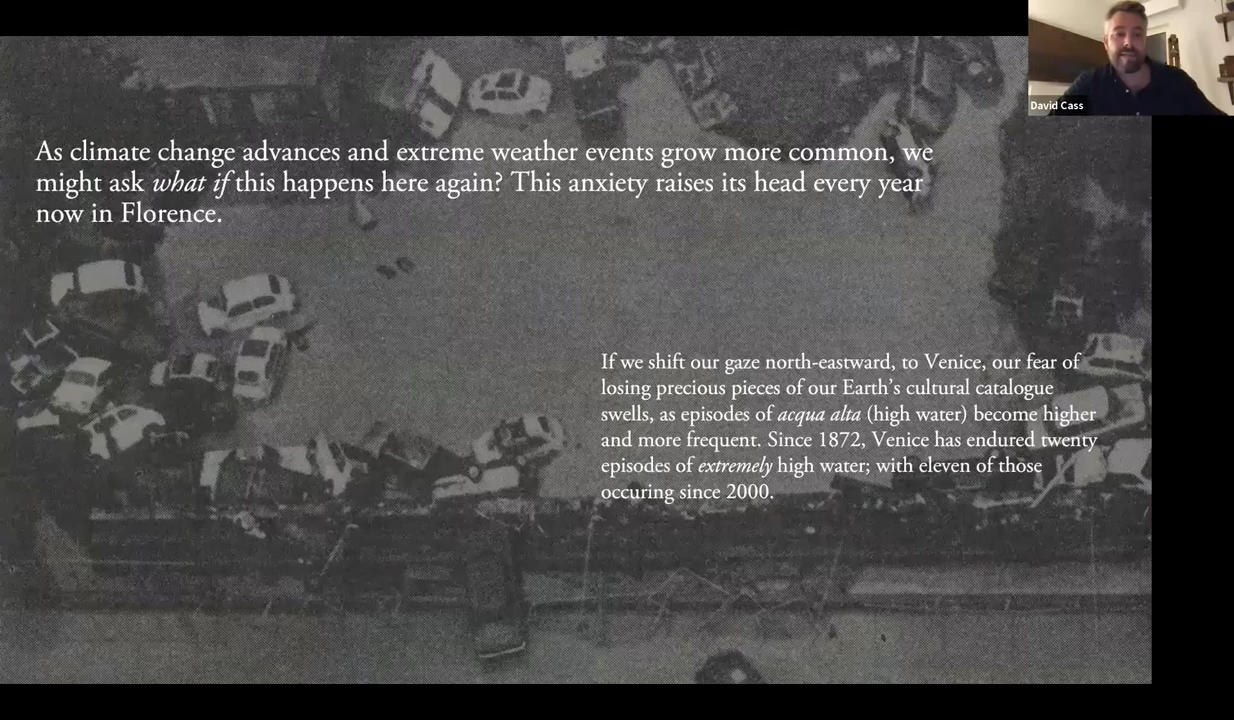 David Cass
As climate change advances and extreme weather events grow more common, we
might ask what if this happens here again? This anxiety raises its head every year
now in Florence.
If we shift our gaze north-eastward, to Venice, our fear of
losing precious pieces of our Earth's cultural catalogue
swells, as episodes of acqua alta (high water) become higher
and more frequent. Since 1872, Venice has endured twenty
episodes of extremely high water; with eleven of those
occuring since 2000.